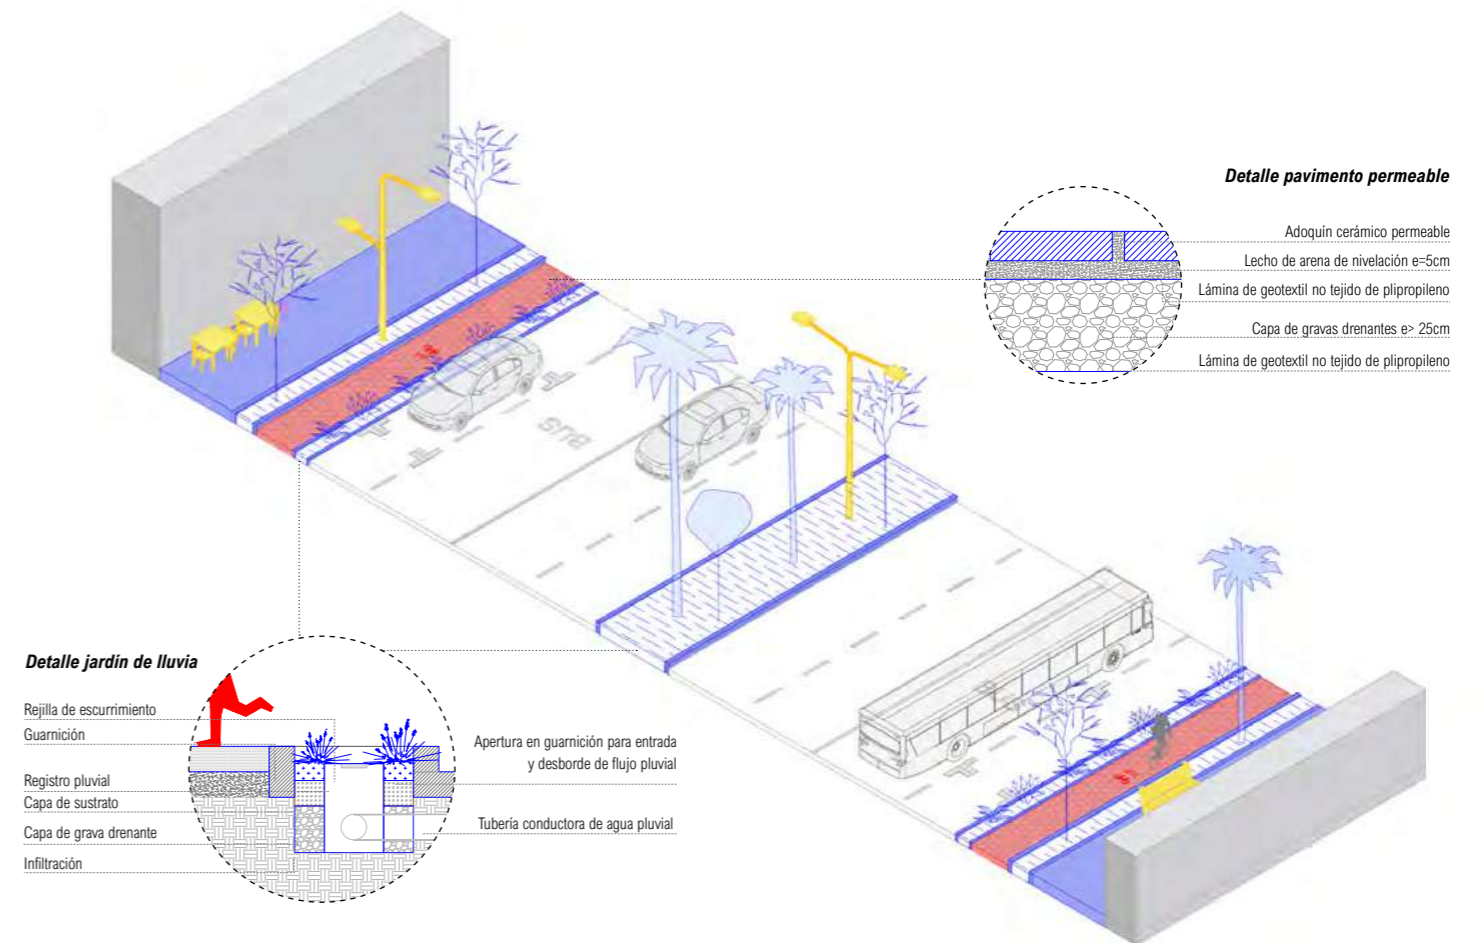 Detalle pavimento permeable
Adoquín cerámico permeable
Lecho de arena de nivelación e=5cm
Lámina de geotextil no tejido de plipropileno
Capa de gravas drenantes e> 25cm
Lámina de geotextil no tejido de plipropileno
BUS
Detalle jardín de lluvia
Rejilla de escurrimiento
Guarnición
Registro pluvial
Capa de sustrato
Capa de grava drenante
Infiltración
Apertura en guarnición para entrada
y desborde de flujo pluvial
Tubería conductora de agua pluvial